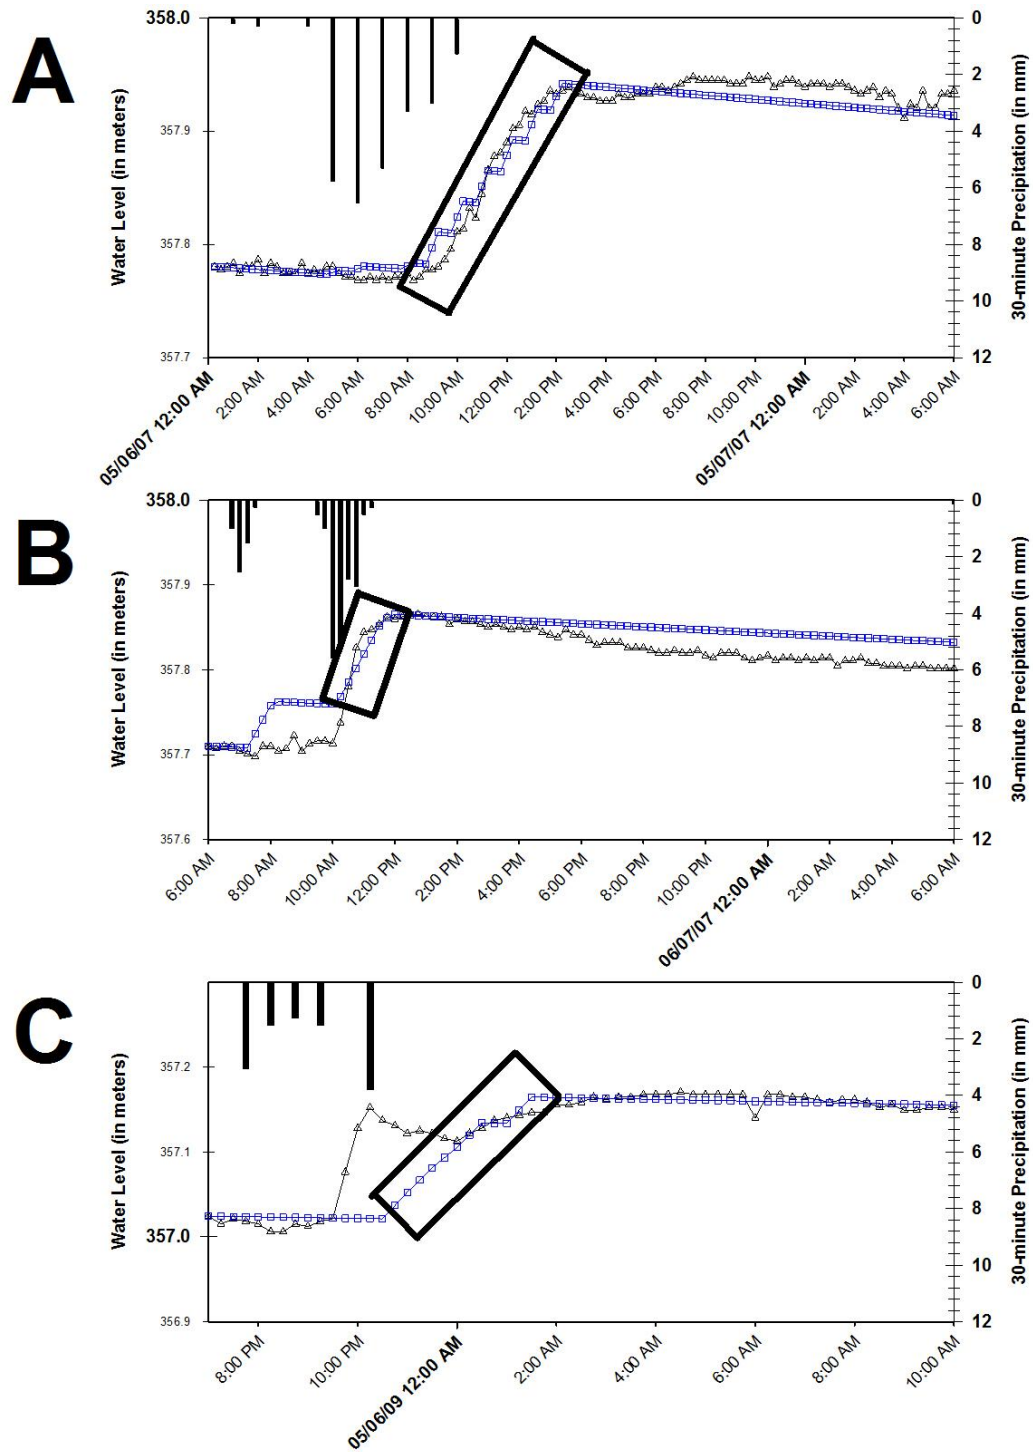 A
358.0
357.9
357.8
357.7
Water Level (in meters)
0
2
4
6
8
10
12
30-minute Precipitation (in mm)
05/06/07 12:00 AM
2:00 AM
4:00 AM
6:00 AM
8:00 AM
10:00 AM
12:00 PM
2:00 PM
4:00 PM
6:00 PM
8:00 PM
10:00 PM
05/07/07 12:00 AM
2:00 AM
4:00 AM
6:00 AM
B
358.0
357.9
357.8
357.7
357.6
Water Level (in meters)
0
2
4
6
8
10
12
30-minute Precipitation (in mm)
6:00 AM
8:00 AM
10:00 AM
12:00 PM
2:00 PM
4:00 PM
6:00 PM
8:00 PM
10:00 PM
06/07/07 12:00 AM
2:00 AM
4:00 AM
6:00 AM
C
357.2
357.1
357.0
356.9
Water Level (in meters)
0
2
4
6
8
10
12
30-minute Precipitation (in mm)
8:00 PM
10:00 PM
05/06/09 12:00 AM
2:00 AM
4:00 AM
6:00 AM
8:00 AM
10:00 AM